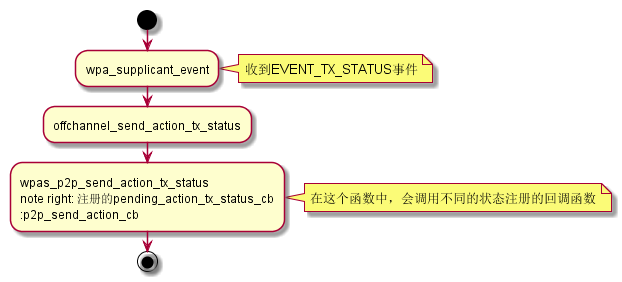 wpa_supplicant_event
收到EVENT_TX_STATUS事件
offchannel_send_action_tx_status
wpas_p2p_send_action_tx_status
note right: 注册的pending_action_tx_status_cb
:p2p_send_action_cb
在这个函数中，会调用不同的状态注册的回调函数